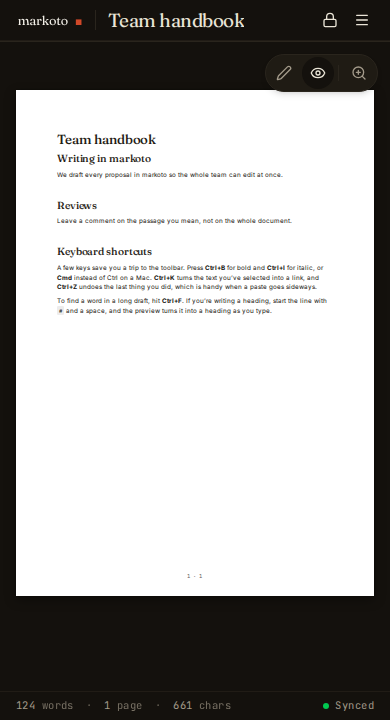 markoto
Team handbook
Team handbook
Writing in markoto
We draft every proposal in markoto so the whole team can edit at once.
Reviews
Leave a comment on the passage you mean, not on the whole document.
Keyboard shortcuts
A few keys save you a trip to the toolbar. Press Ctrl+B for bold and Ctrl+I for italic, or
Cmd instead of Ctrl on a Mac. Ctrl+K turns the text you've selected into a link, and
Ctrl+Z undoes the last thing you did, which is handy when a paste goes sideways.
To find a word in a long draft, hit Ctrl+F. If you're writing a heading, start the line with
# and a space, and the preview turns it into a heading as you type.
1 - 1
124 words · 1 page · 661 chars
Synced